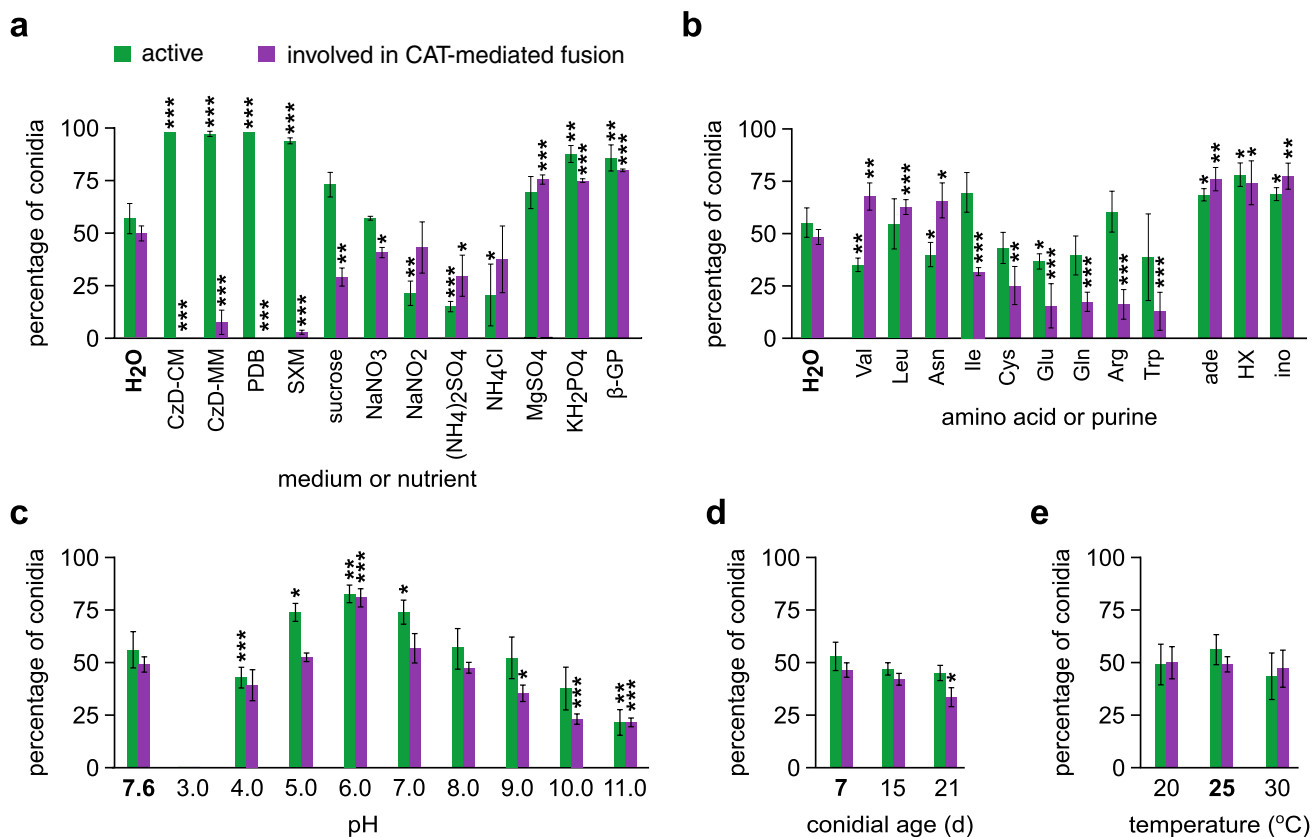 a
active
involved in CAT-mediated fusion
percentage of conidia
100
75
50
25
0
*** *** *** *** *** *** *** *** ** * ** *** * * *** ** *** ** ***
H2O CzD-CM CzD-MM PDB SXM sucrose NaNO3 NaNO2 (NH4)2SO4 NH4Cl MgSO4 KH2PO4 β-GP
medium or nutrient
b
percentage of conidia
100
75
50
25
0
** ** *** * * *** ** * *** *** *** *** * ** * * * **
H2O Val Leu Asn Ile Cys Glu Gln Arg Trp ade HX ino
amino acid or purine
c
percentage of conidia
100
75
50
25
0
*** * ** *** * * *** ** ***
7.6 3.0 4.0 5.0 6.0 7.0 8.0 9.0 10.0 11.0
pH
d
percentage of conidia
100
75
50
25
0
*
7 15 21
conidial age (d)
e
percentage of conidia
100
75
50
25
0
20 25 30
temperature (ºC)